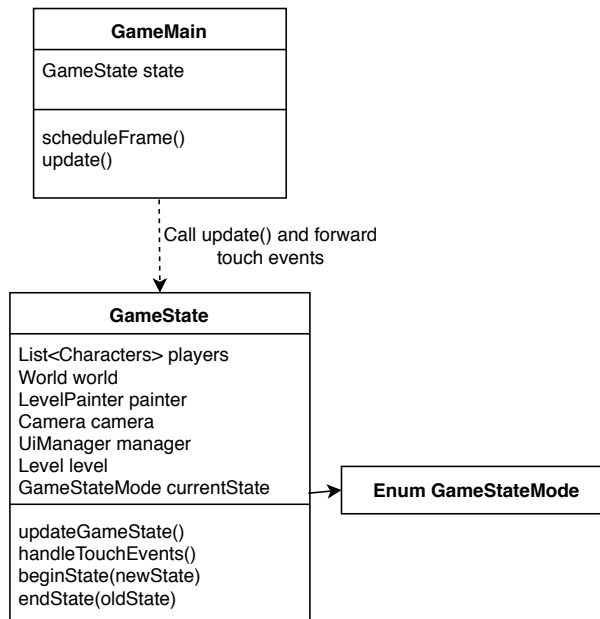 GameMain
GameState state
scheduleFrame()
update()
Call update() and forward
touch events
GameState
List<Characters> players
World world
LevelPainter painter
Camera camera
UiManager manager
Level level
GameStateMode currentState
Enum GameStateMode
updateGameState()
handleTouchEvents()
beginState(newState)
endState(oldState)